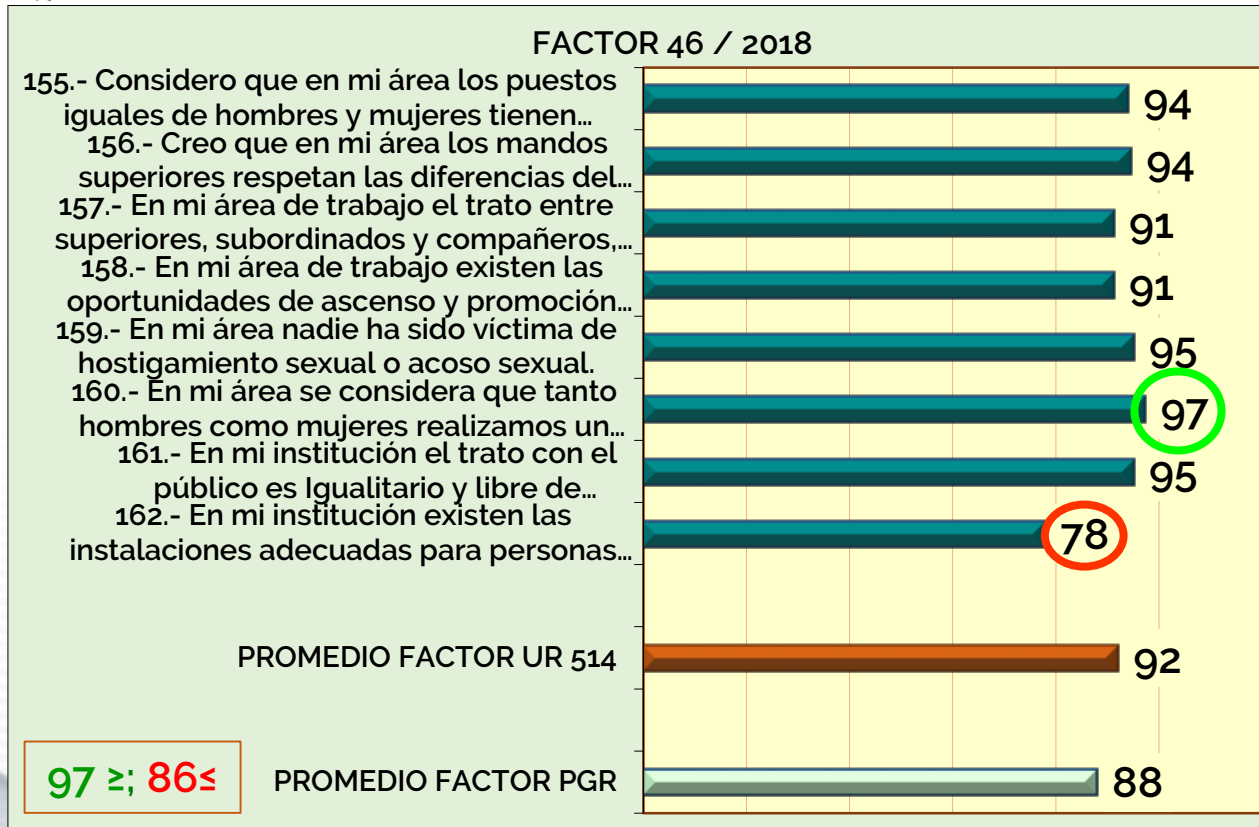 FACTOR 46 / 2018
155.- Considero que en mi área los puestos
iguales de hombres y mujeres tienen...
94
156.- Creo que en mi área los mandos
superiores respetan las diferencias del...
94
157.- En mi área de trabajo el trato entre
superiores, subordinados y compañeros,...
91
158.- En mi área de trabajo existen las
oportunidades de ascenso y promoción...
91
159.- En mi área nadie ha sido víctima de
hostigamiento sexual o acoso sexual.
95
160.- En mi área se considera que tanto
hombres como mujeres realizamos un...
97
161.- En mi institución el trato con el
público es Igualitario y libre de...
95
162.- En mi institución existen las
instalaciones adecuadas para personas...
78
PROMEDIO FACTOR UR 514
92
97 ≥; 86≤
PROMEDIO FACTOR PGR
88